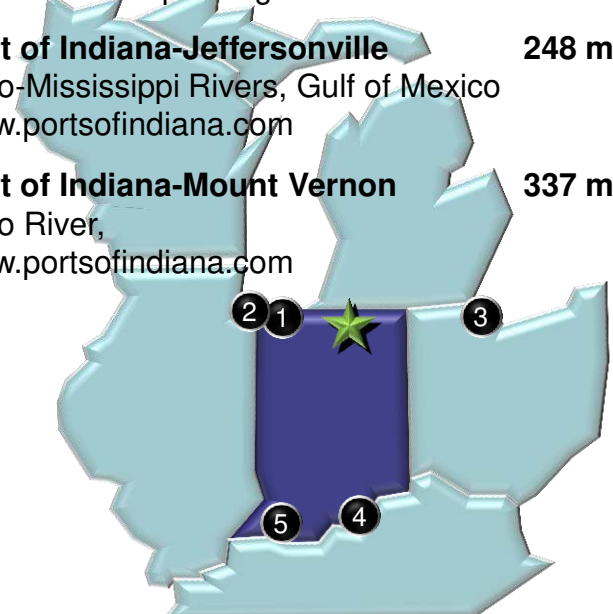 t of Indiana-Jeffersonville 248 m
o-Mississippi Rivers, Gulf of Mexico
w.portsofindiana.com
t of Indiana-Mount Vernon 337 m
o River,
w.portsofindiana.com
2 1 3
5 4